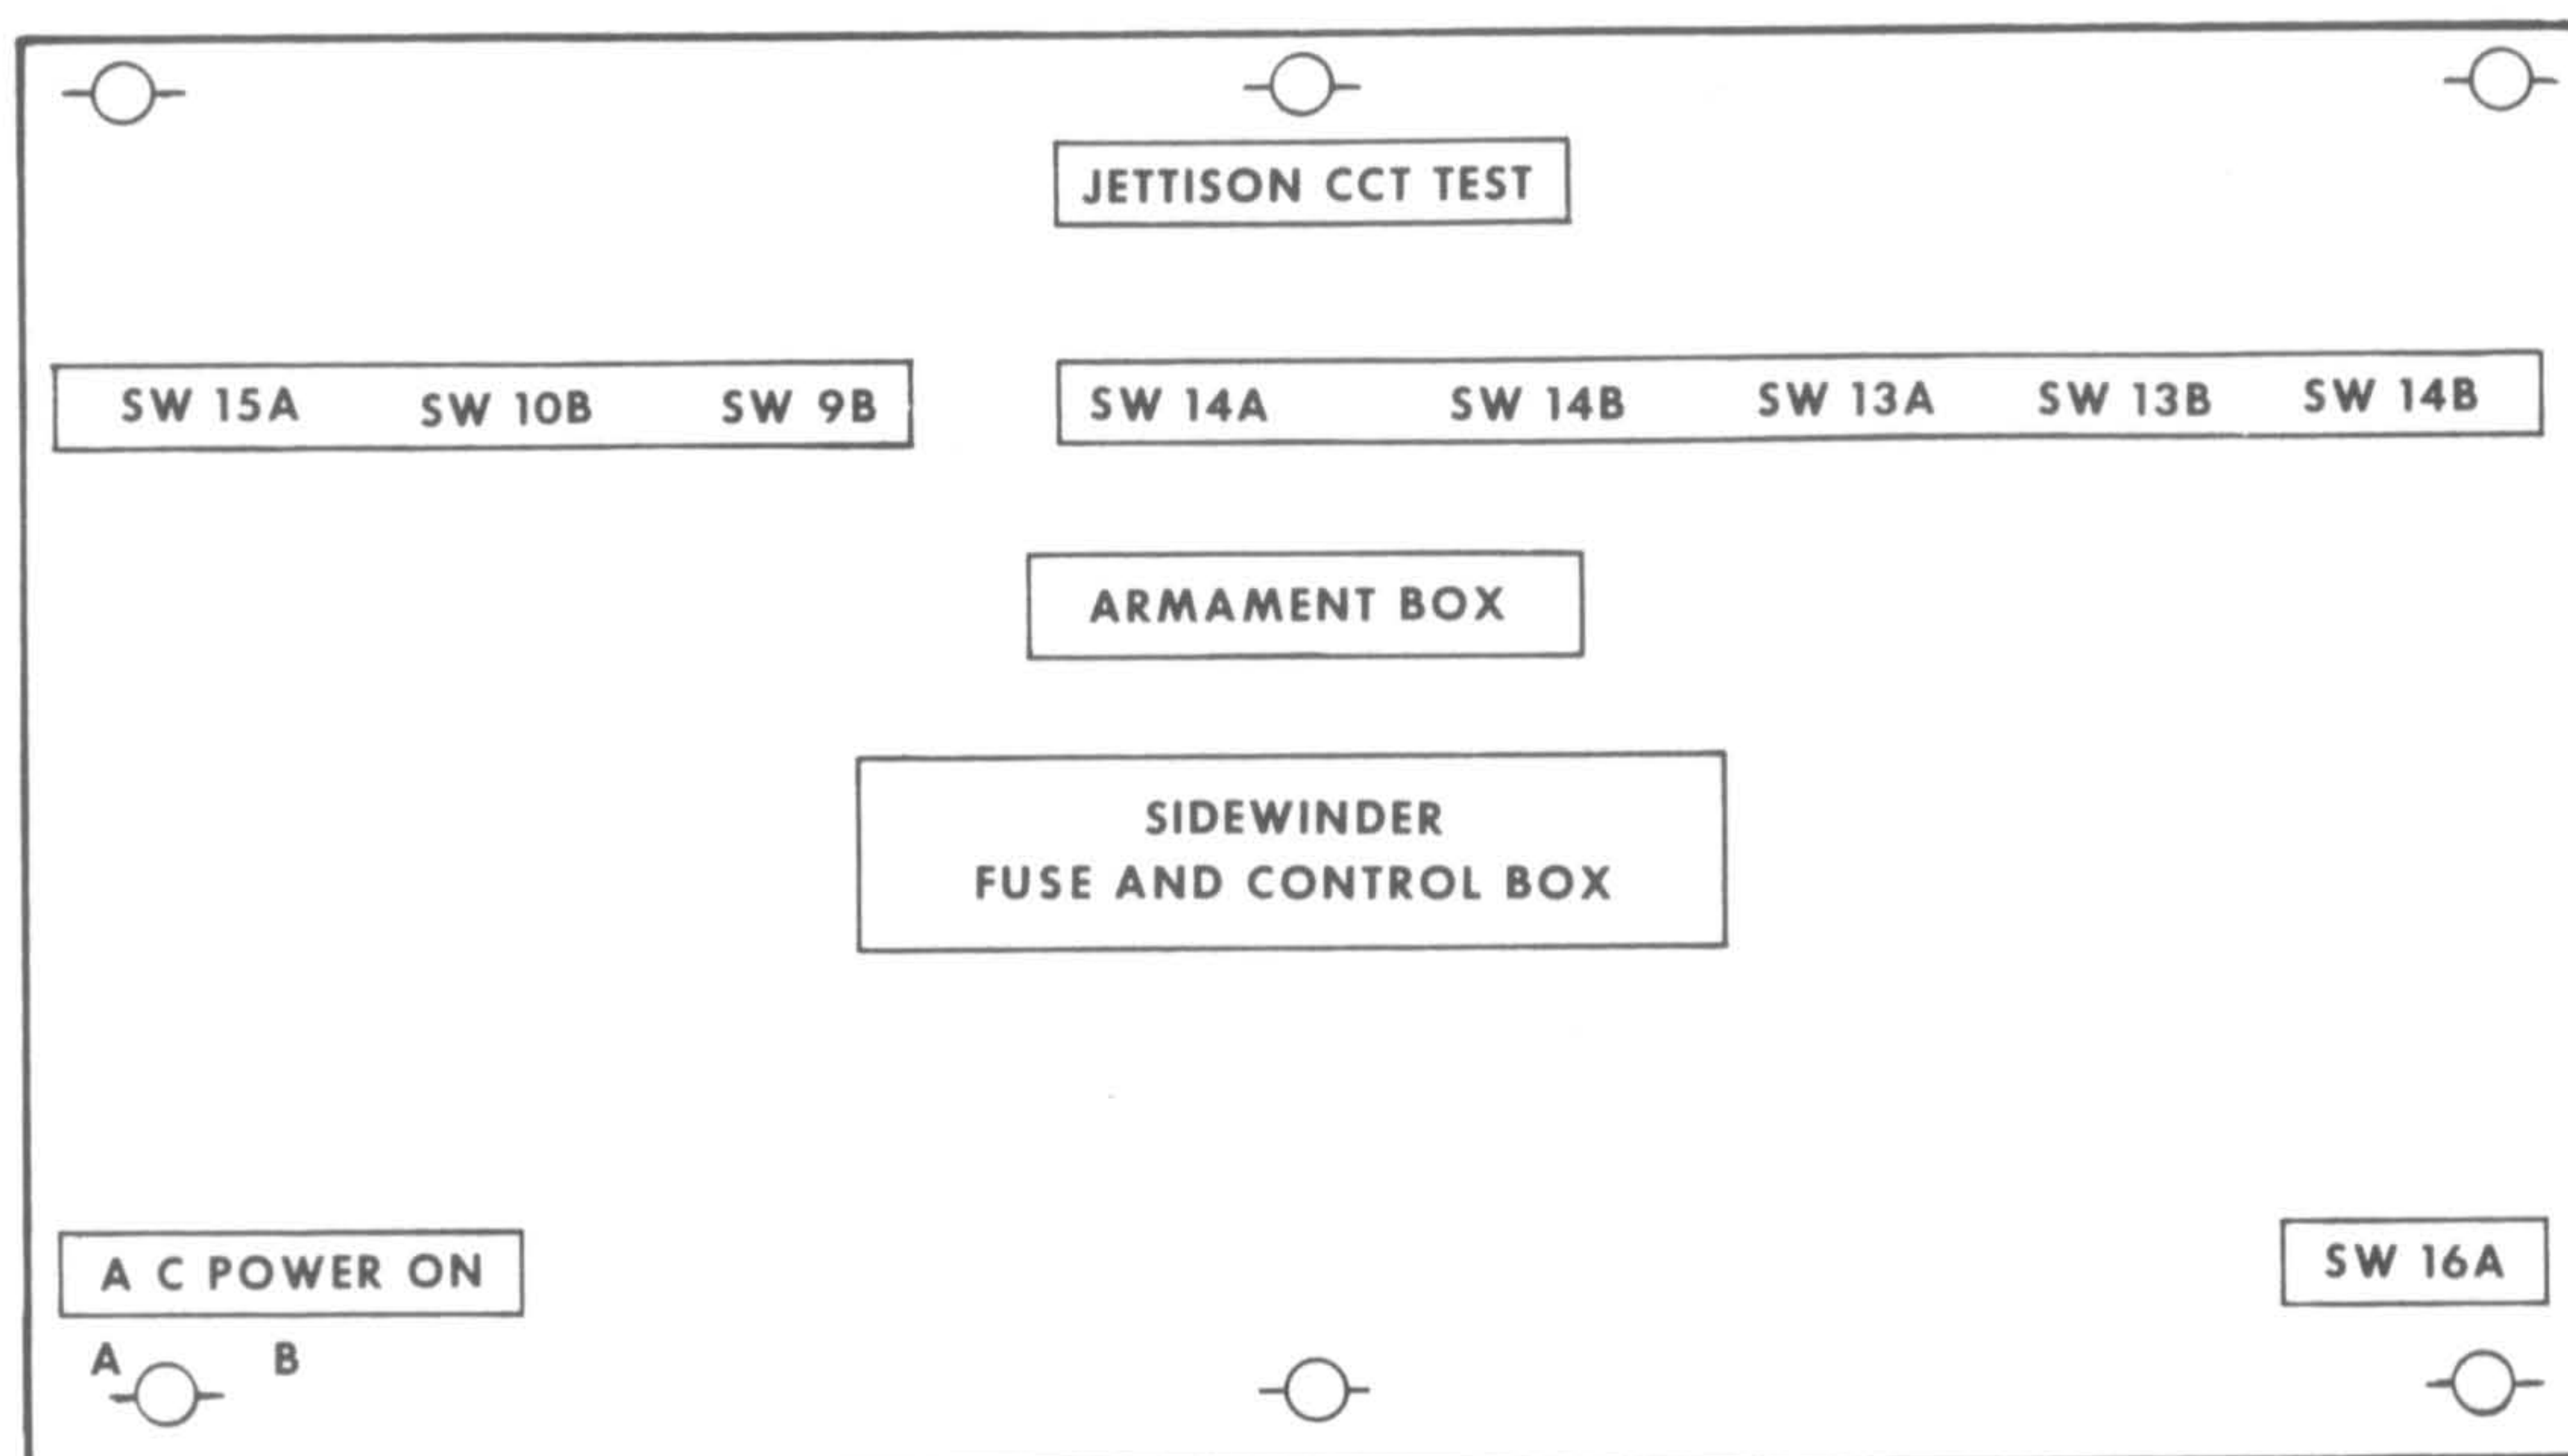 JETTISON CCT TEST
SW 15A SW 10B SW 9B SW 14A SW 14B SW 13A SW 13B SW 14B
ARMAMENT BOX
SIDEWINDER
FUSE AND CONTROL BOX
A C POWER ON SW 16A
A B